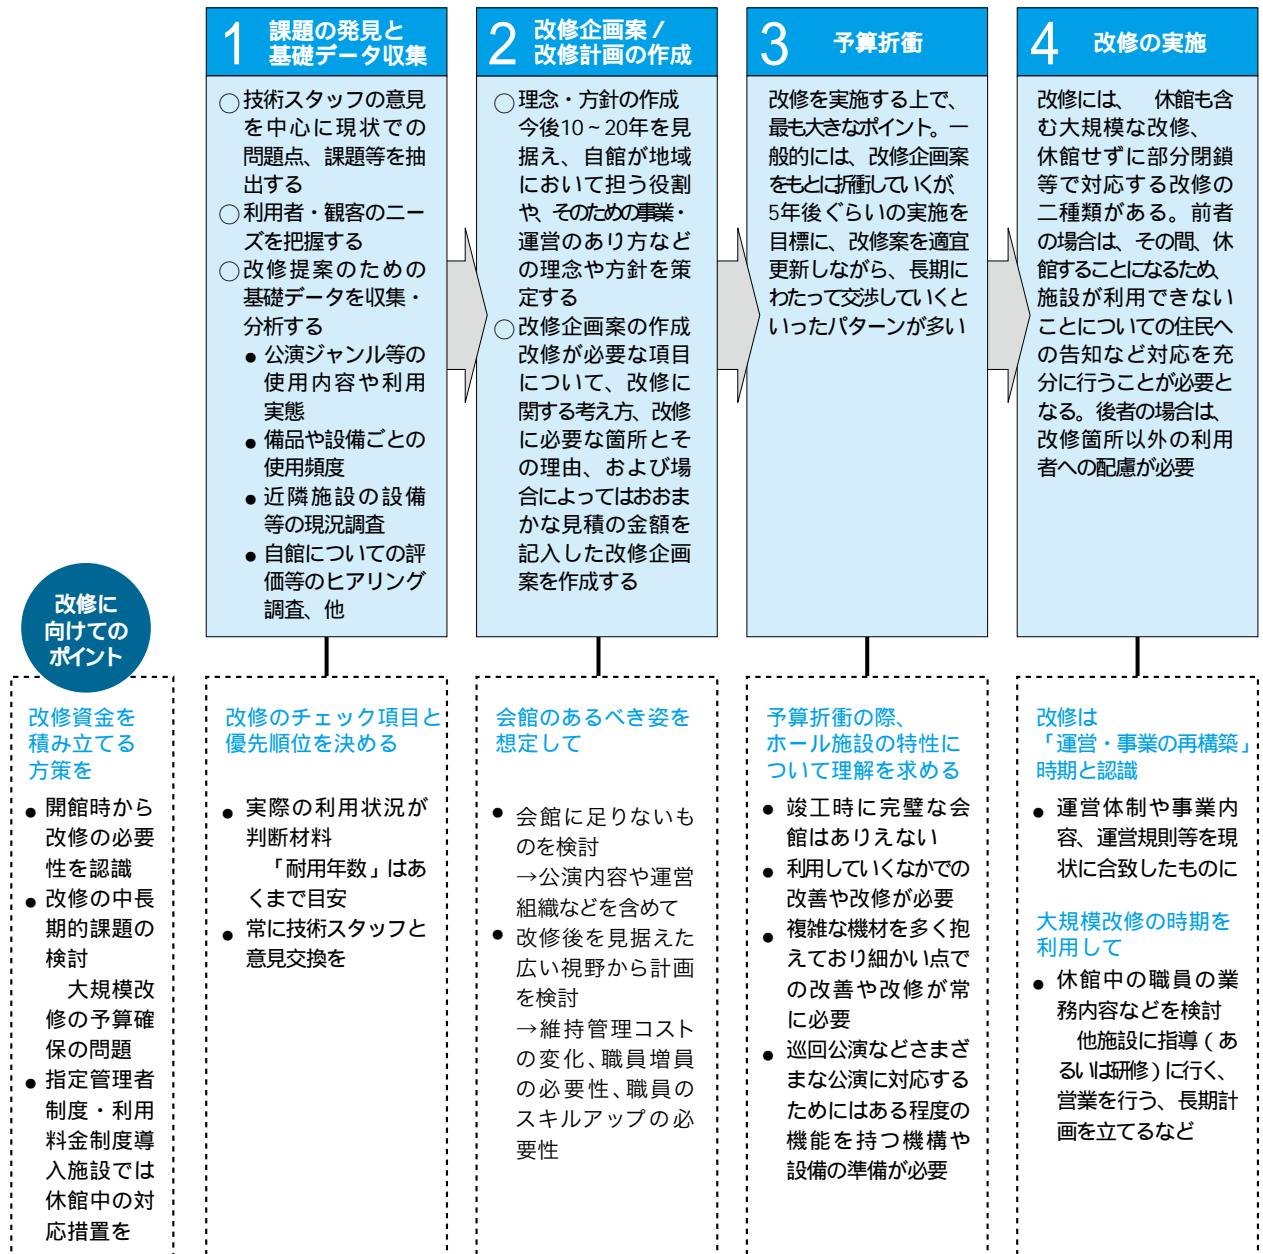 1
課題の発見と
基礎データ収集
○技術スタッフの意見
を中心に現状での
問題点、課題等を抽
出する
○利用者・観客のニー
ズを把握する
○改修提案のための
基礎データを収集・
分析する
●公演ジャンル等の
使用内容や利用
実態
●備品や設備ごとの
使用頻度
●近隣施設の設備
等の現況調査
●自館についての評
価等のヒアリング
調査、他
2
改修企画案/
改修計画の作成
○理念・方針の作成
今後10~20年を見
据え、自館が地域
において担う役割
や、そのための事業・
運営のあり方など
の理念や方針を策
定する
○改修企画案の作成
改修が必要な項目
について、改修に
関する考え方、改修
に必要な箇所とそ
の理由、および場
合によってはおおま
かな見積の金額を
記入した改修企画
案を作成する
3
予算折衝
改修を実施する上で、
最も大きなポイント。一
般的には、改修企画案
をもとに折衝していくが、
5年後ぐらいの実施を
目標に、改修案を適宜
更新しながら、長期に
わたって交渉していくと
いったパターンが多い
4
改修の実施
改修には、 休館も含
む大規模な改修、
休館せずに部分閉鎖
等で対応する改修の
二種類がある。前者
の場合は、その間、休
館することになるため、
施設が利用できない
ことについての住民へ
の告知など対応を充
分に行うことが必要と
なる。後者の場合は、
改修箇所以外の利用
者への配慮が必要
改修に
向けての
ポイント
改修資金を
積み立てる
方策を
●開館時から
改修の必要
性を認識
●改修の中長
期的課題の
検討
大規模改
修の予算確
保の問題
●指定管理者
制度・利用
料金制度導
入施設では
休館中の対
応措置を
改修のチェック項目と
優先順位を決める
●実際の利用状況が
判断材料
「耐用年数」はあ
くまで目安
●常に技術スタッフと
意見交換を
会館のあるべき姿を
想定して
●会館に足りないも
のを検討
→公演内容や運営
組織などを含めて
●改修後を見据えた
広い視野から計画
を検討
→維持管理コスト
の変化、職員増員
の必要性、職員の
スキルアップの必
要性
予算折衝の際、
ホール施設の特性に
ついて理解を求める
●竣工時に完璧な会
館はありえない
●利用していくなかでの
改善や改修が必要
●複雑な機材を多く抱
えており細かい点で
の改善や改修が常
に必要
●巡回公演などさまざ
まな公演に対応する
ためにはある程度の
機能を持つ機構や
設備の準備が必要
改修は
「運営・事業の再構築」
時期と認識
●運営体制や事業内
容、運営規則等を現
状に合致したものに
大規模改修の時期を
利用して
●休館中の職員の業
務内容などを検討
他施設に指導(あ
るいは研修)に行く、
営業を行う、長期計
画を立てるなど